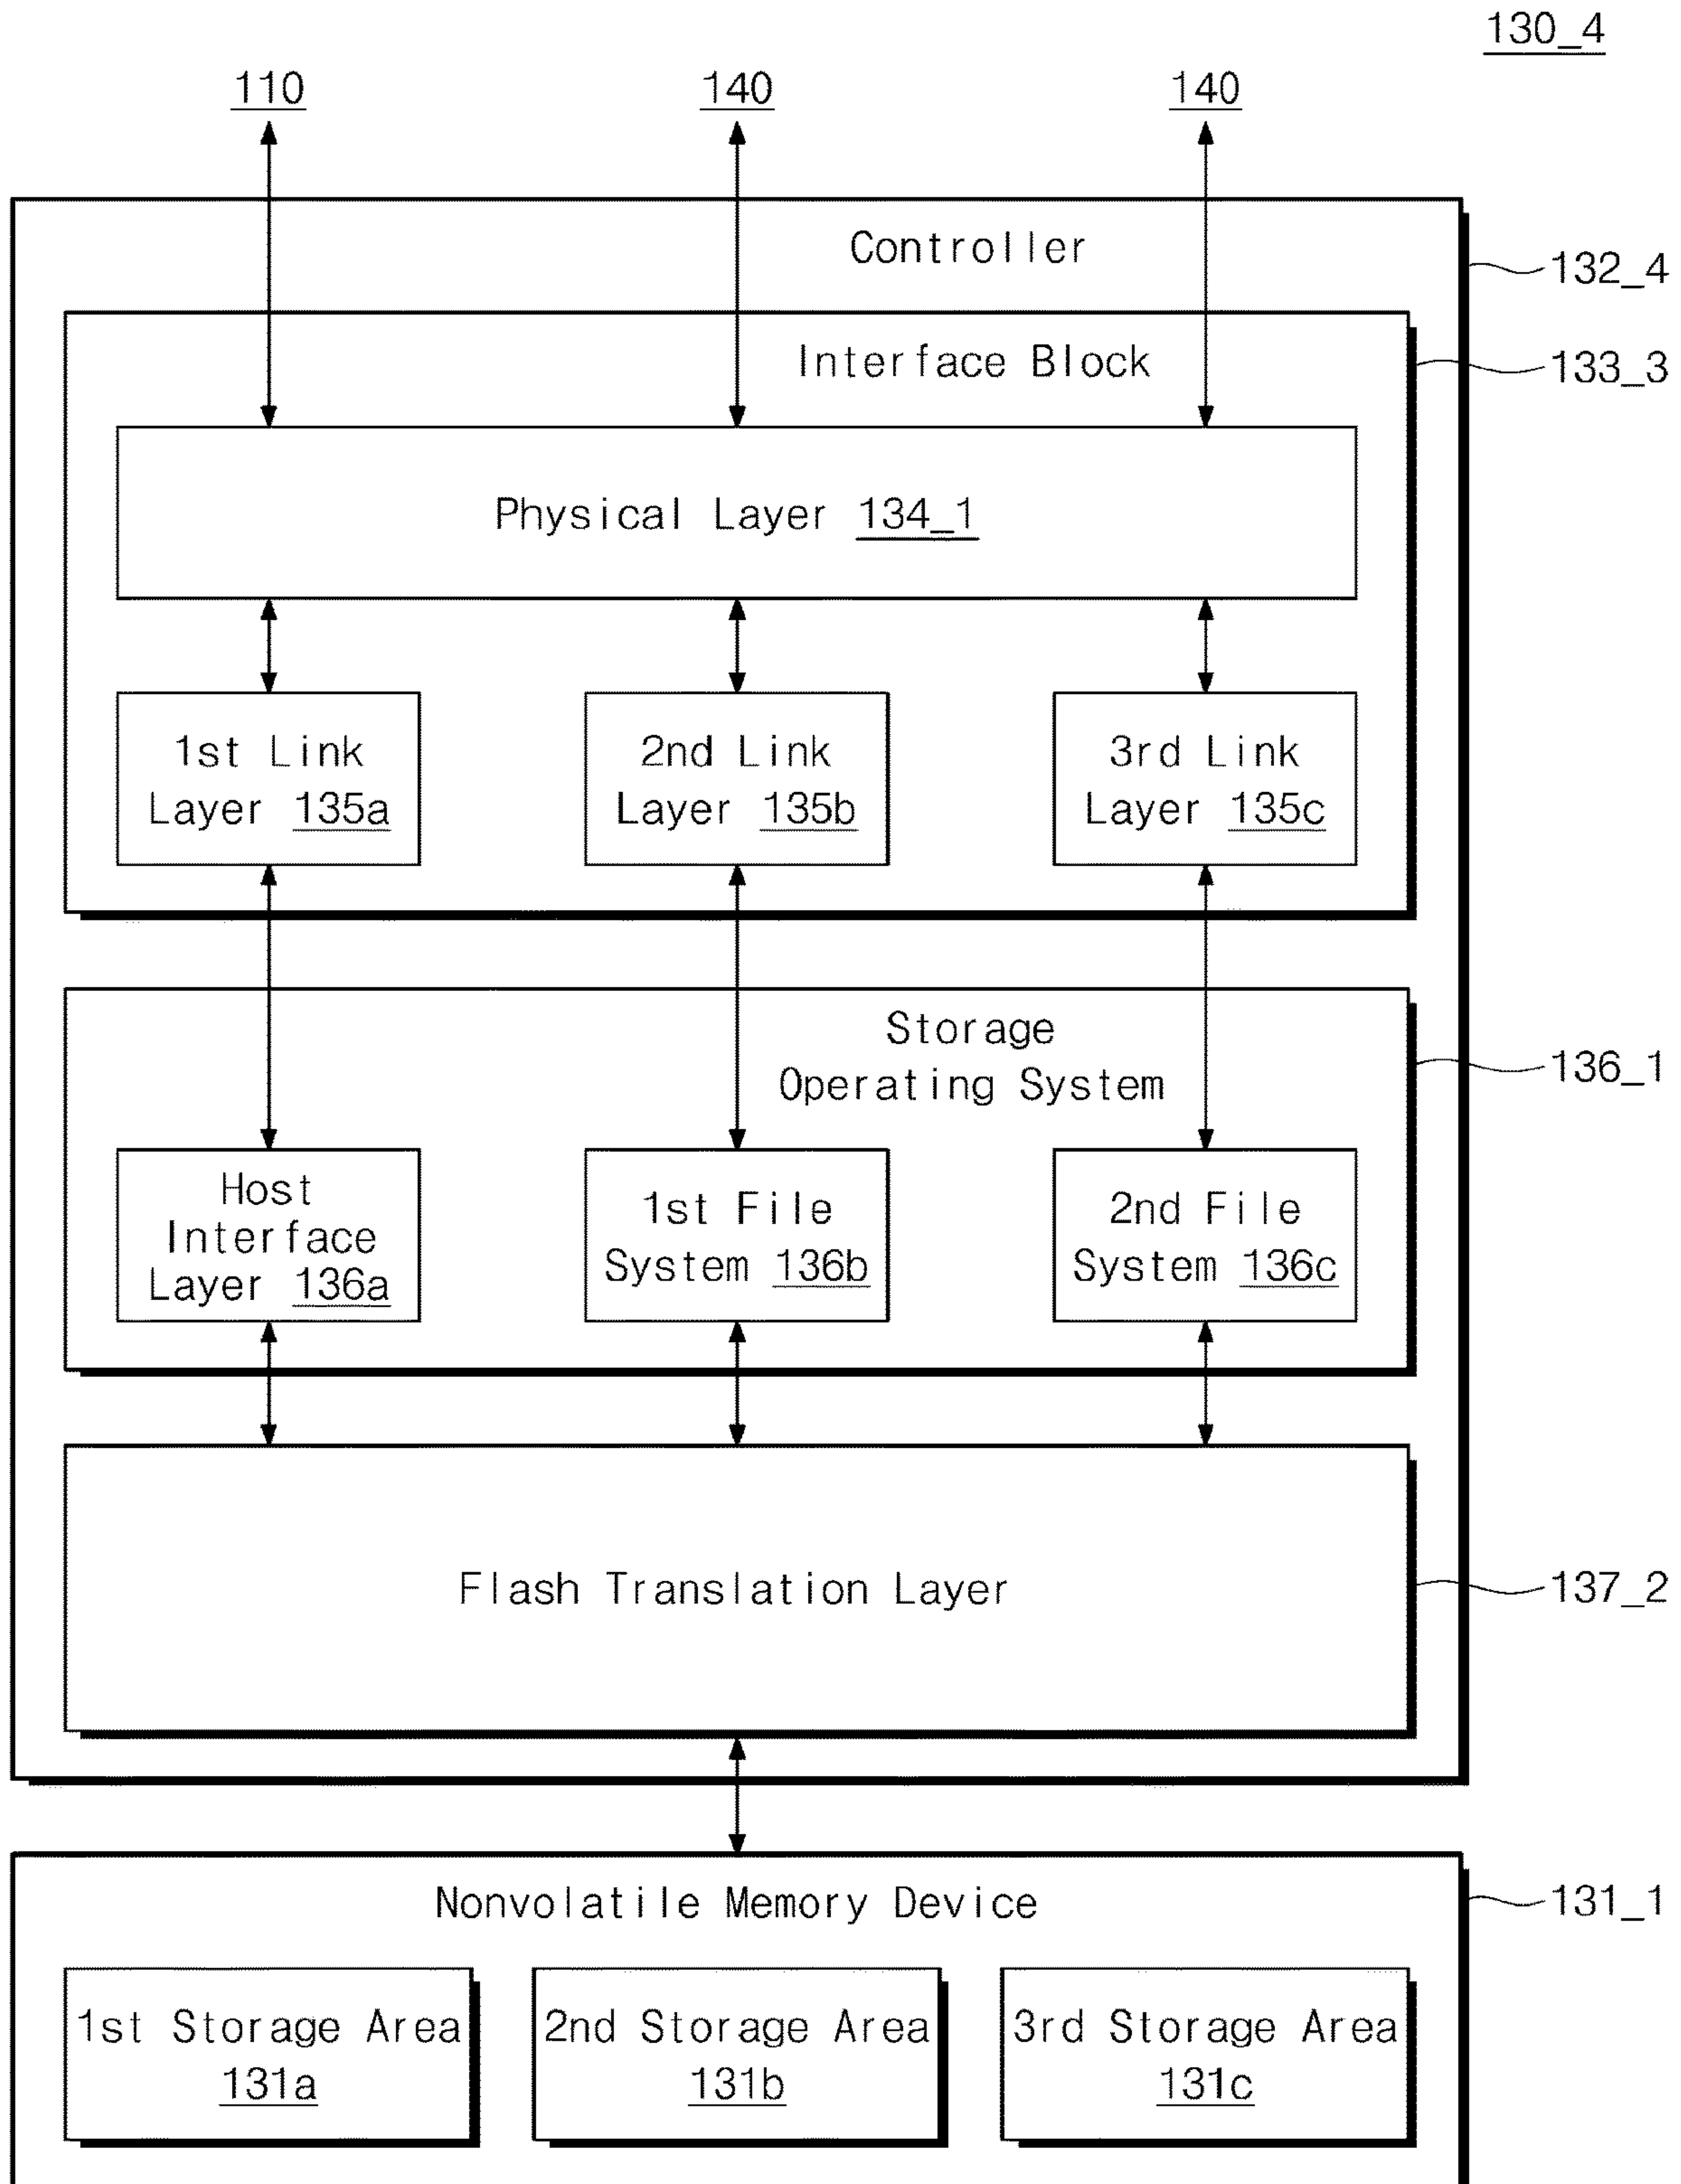 130_4
110 140 140
Controller
132_4
Interface Block
133_3
Physical Layer 134_1
1st Link
Layer 135a
2nd Link
Layer 135b
3rd Link
Layer 135c
Storage
Operating System
136_1
Host
Interface
Layer 136a
1st File
System 136b
2nd File
System 136c
Flash Translation Layer
137_2
Nonvolatile Memory Device
131_1
1st Storage Area
131a
2nd Storage Area
131b
3rd Storage Area
131c